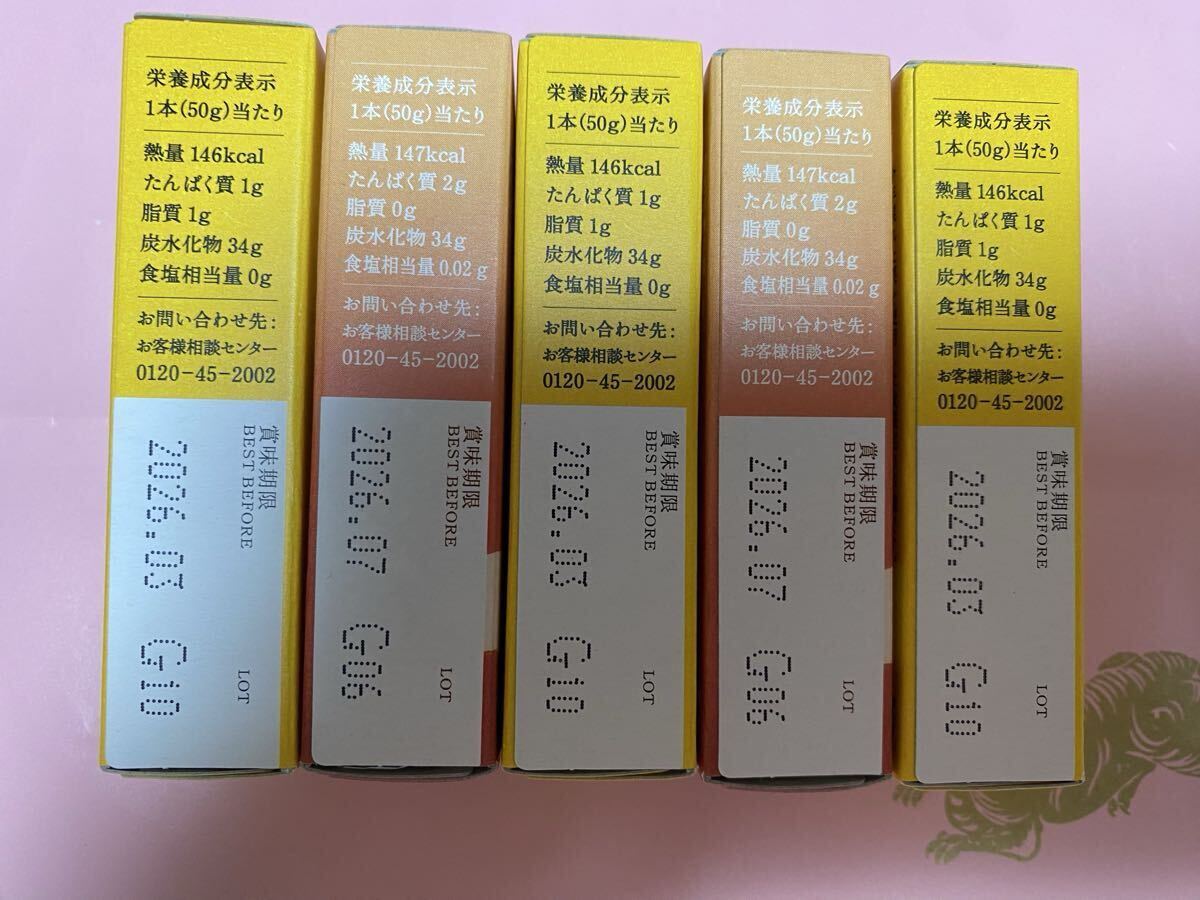 栄養成分表示
1本(50g)当たり
熱量 146kcal
たんぱく質 1g
脂質 1g
炭水化物 34g
食塩相当量 0g
お問い合わせ先:
お客様相談センター
0120-45-2002
賞味期限
BEST BEFORE
2026.03
LOT
G10
栄養成分表示
1本(50g)当たり
熱量 147kcal
たんぱく質 2g
脂質 0g
炭水化物 34g
食塩相当量 0.02 g
お問い合わせ先:
お客様相談センター
0120-45-2002
賞味期限
BEST BEFORE
2026.07
LOT
G06
栄養成分表示
1本(50g)当たり
熱量 146kcal
たんぱく質 1g
脂質 1g
炭水化物 34g
食塩相当量 0g
お問い合わせ先:
お客様相談センター
0120-45-2002
賞味期限
BEST BEFORE
2026.03
LOT
G10
栄養成分表示
1本(50g)当たり
熱量 147kcal
たんぱく質 2g
脂質 0g
炭水化物 34g
食塩相当量 0.02 g
お問い合わせ先:
お客様相談センター
0120-45-2002
賞味期限
BEST BEFORE
2026.07
LOT
G06
栄養成分表示
1本(50g)当たり
熱量 146kcal
たんぱく質 1g
脂質 1g
炭水化物 34g
食塩相当量 0g
お問い合わせ先:
お客様相談センター
0120-45-2002
賞味期限
BEST BEFORE
2026.03
LOT
G10